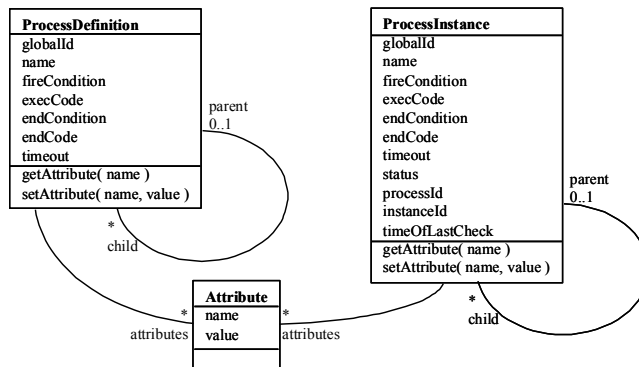 ProcessDefinition
globalId
name
fireCondition
execCode
endCondition
endCode
timeout
getAttribute( name )
setAttribute( name, value )
parent
0..1
*
child
ProcessInstance
globalId
name
fireCondition
execCode
endCondition
endCode
timeout
status
processId
instanceId
timeOfLastCheck
getAttribute( name )
setAttribute( name, value )
parent
0..1
*
child
Attribute
name
value
*
attributes
*
attributes